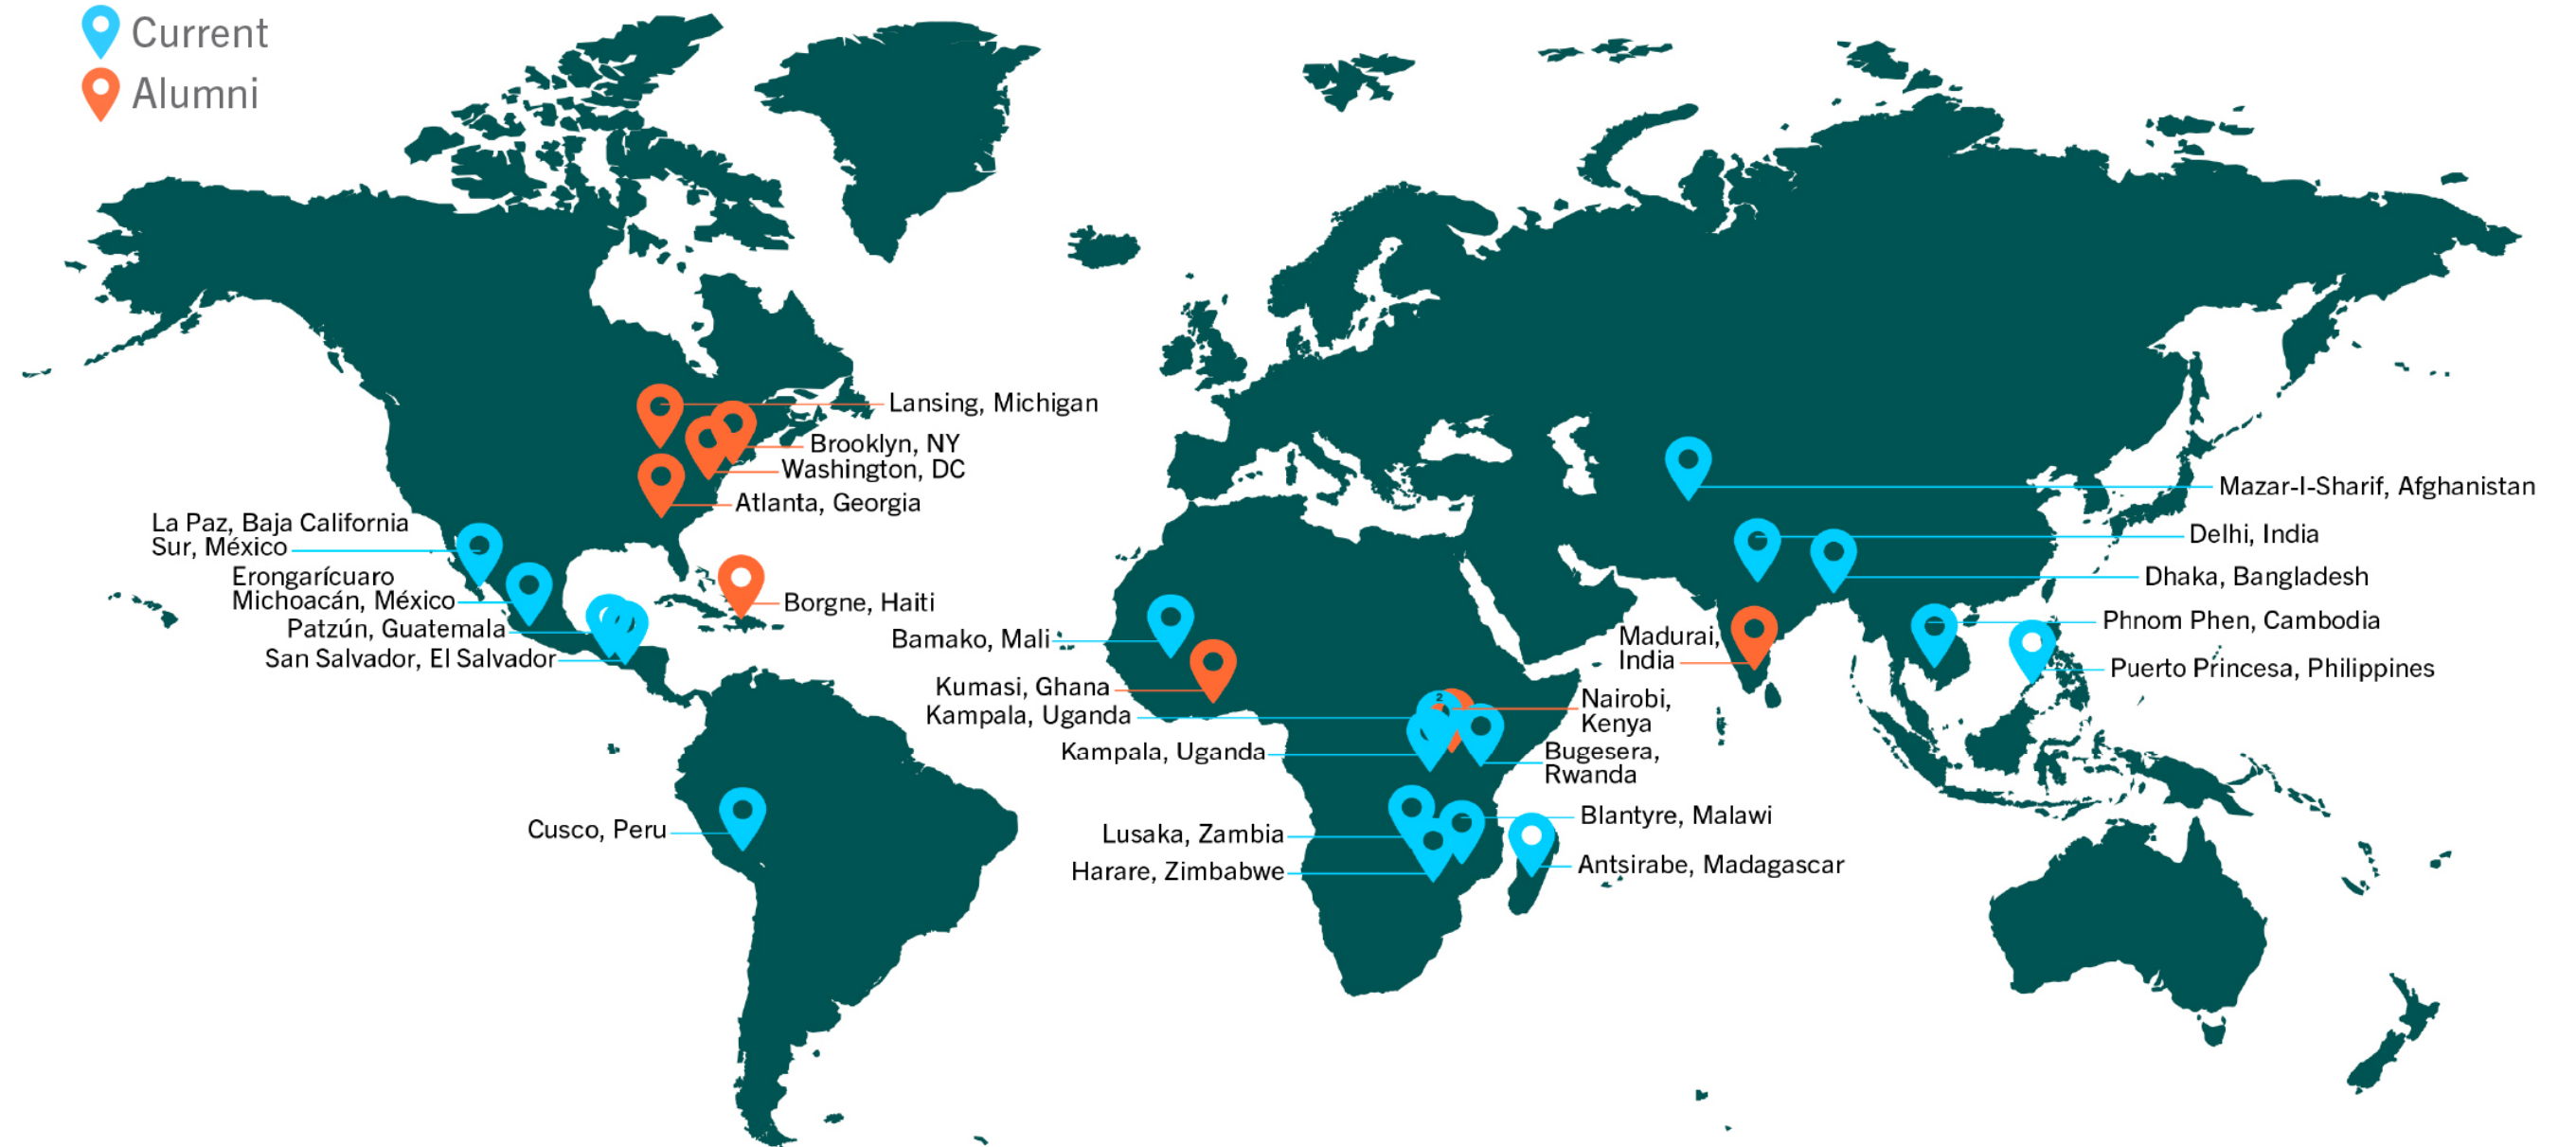 Current
Alumni
Lansing, Michigan
Brooklyn, NY
Washington, DC
Atlanta, Georgia
La Paz, Baja California
Sur, México
Erongarícuaro
Michoacán, México
Patzún, Guatemala
San Salvador, El Salvador
Borgne, Haiti
Cusco, Peru
Bamako, Mali
Kumasi, Ghana
Kampala, Uganda
Kampala, Uganda
Lusaka, Zambia
Harare, Zimbabwe
2
Nairobi,
Kenya
Bugesera,
Rwanda
Blantyre, Malawi
Antsirabe, Madagascar
Madurai,
India
Mazar-I-Sharif, Afghanistan
Delhi, India
Dhaka, Bangladesh
Phnom Phen, Cambodia
Puerto Princesa, Philippines